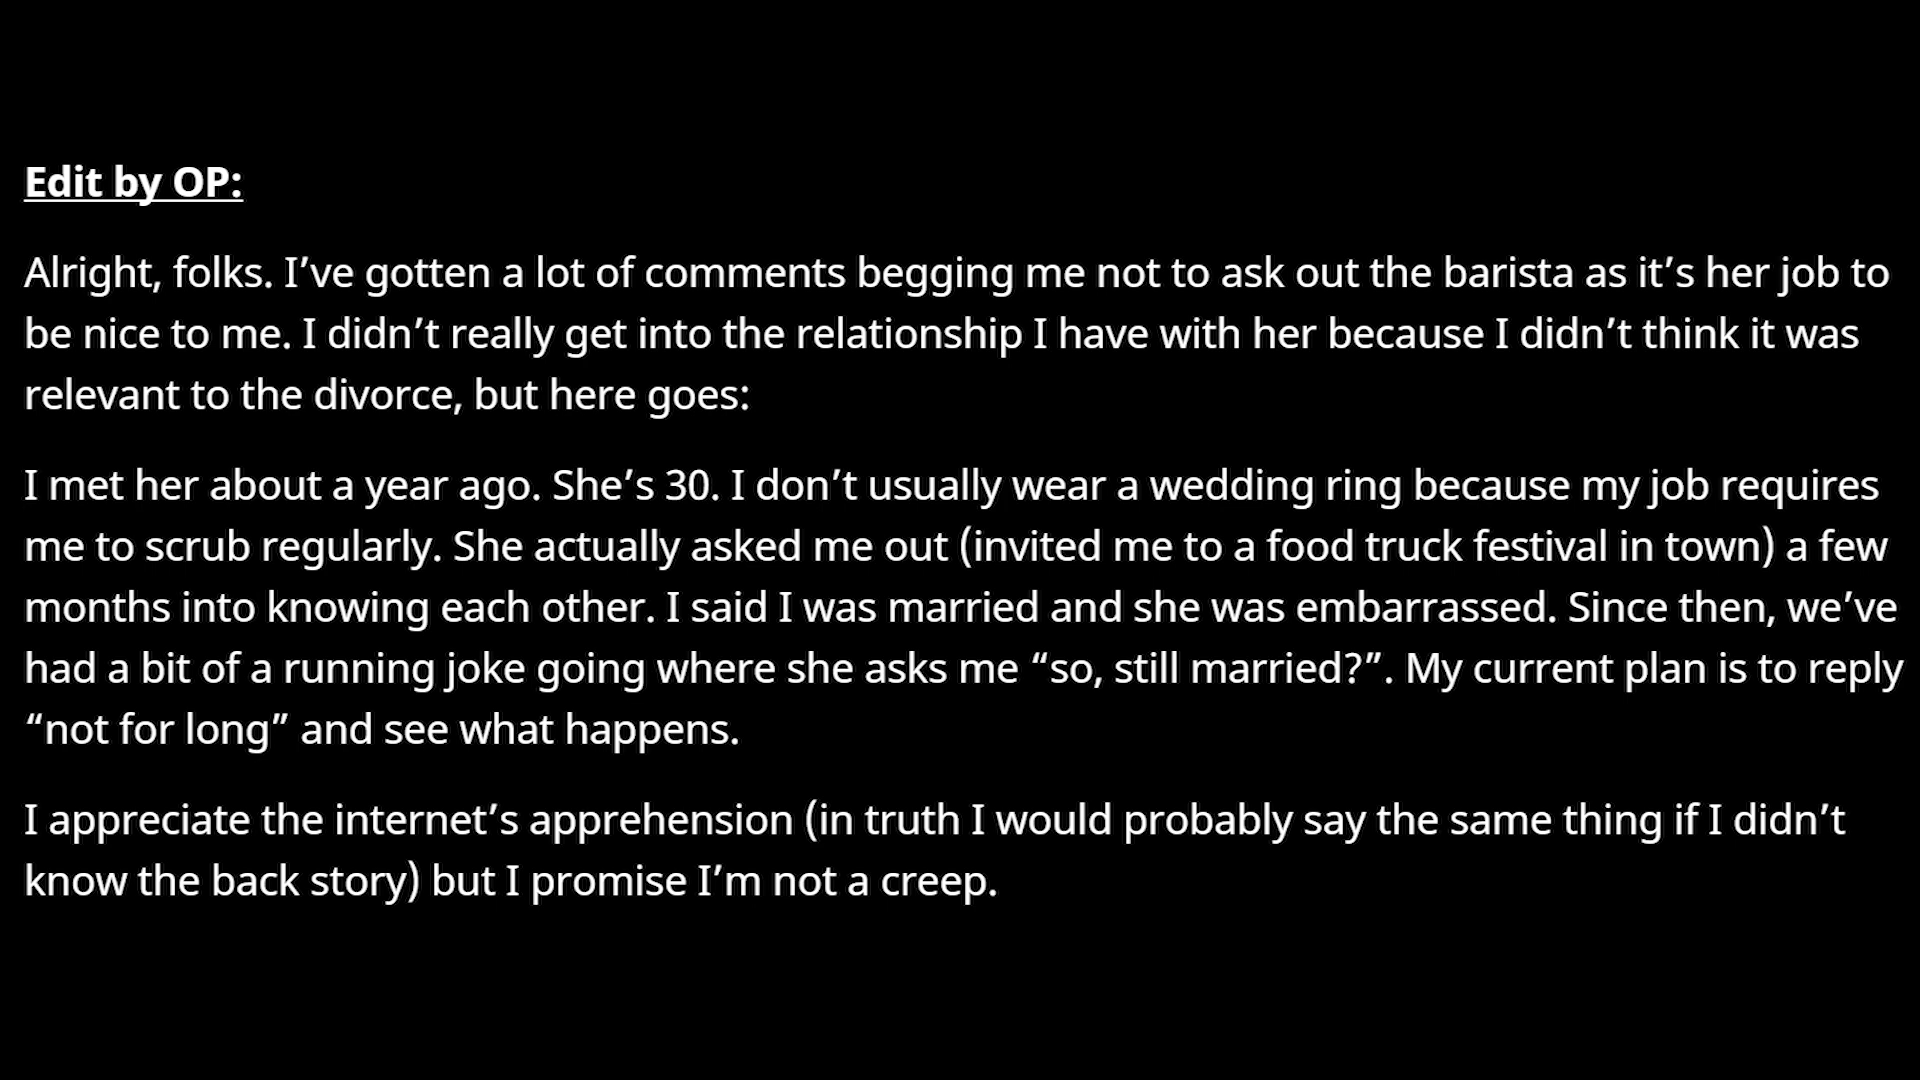 Edit by OP:
Alright, folks. I’ve gotten a lot of comments begging me not to ask out the barista as it’s her job to
be nice to me. I didn’t really get into the relationship I have with her because I didn’t think it was
relevant to the divorce, but here goes:
I met her about a year ago. She’s 30. I don’t usually wear a wedding ring because my job requires
me to scrub regularly. She actually asked me out (invited me to a food truck festival in town) a few
months into knowing each other. I said I was married and she was embarrassed. Since then, we’ve
had a bit of a running joke going where she asks me “so, still married?”. My current plan is to reply
“not for long” and see what happens.
I appreciate the internet’s apprehension (in truth I would probably say the same thing if I didn’t
know the back story) but I promise I’m not a creep.